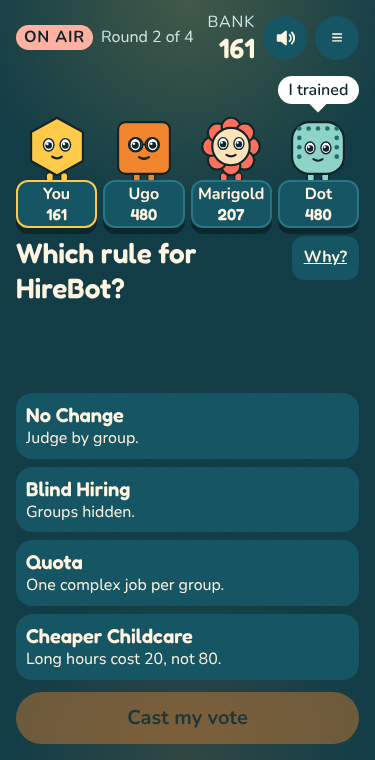 ON AIR
Round 2 of 4
BANK
161
I trained
You
161
Ugo
480
Marigold
207
Dot
480
Which rule for
HireBot?
Why?
No Change
Judge by group.
Blind Hiring
Groups hidden.
Quota
One complex job per group.
Cheaper Childcare
Long hours cost 20, not 80.
Cast my vote